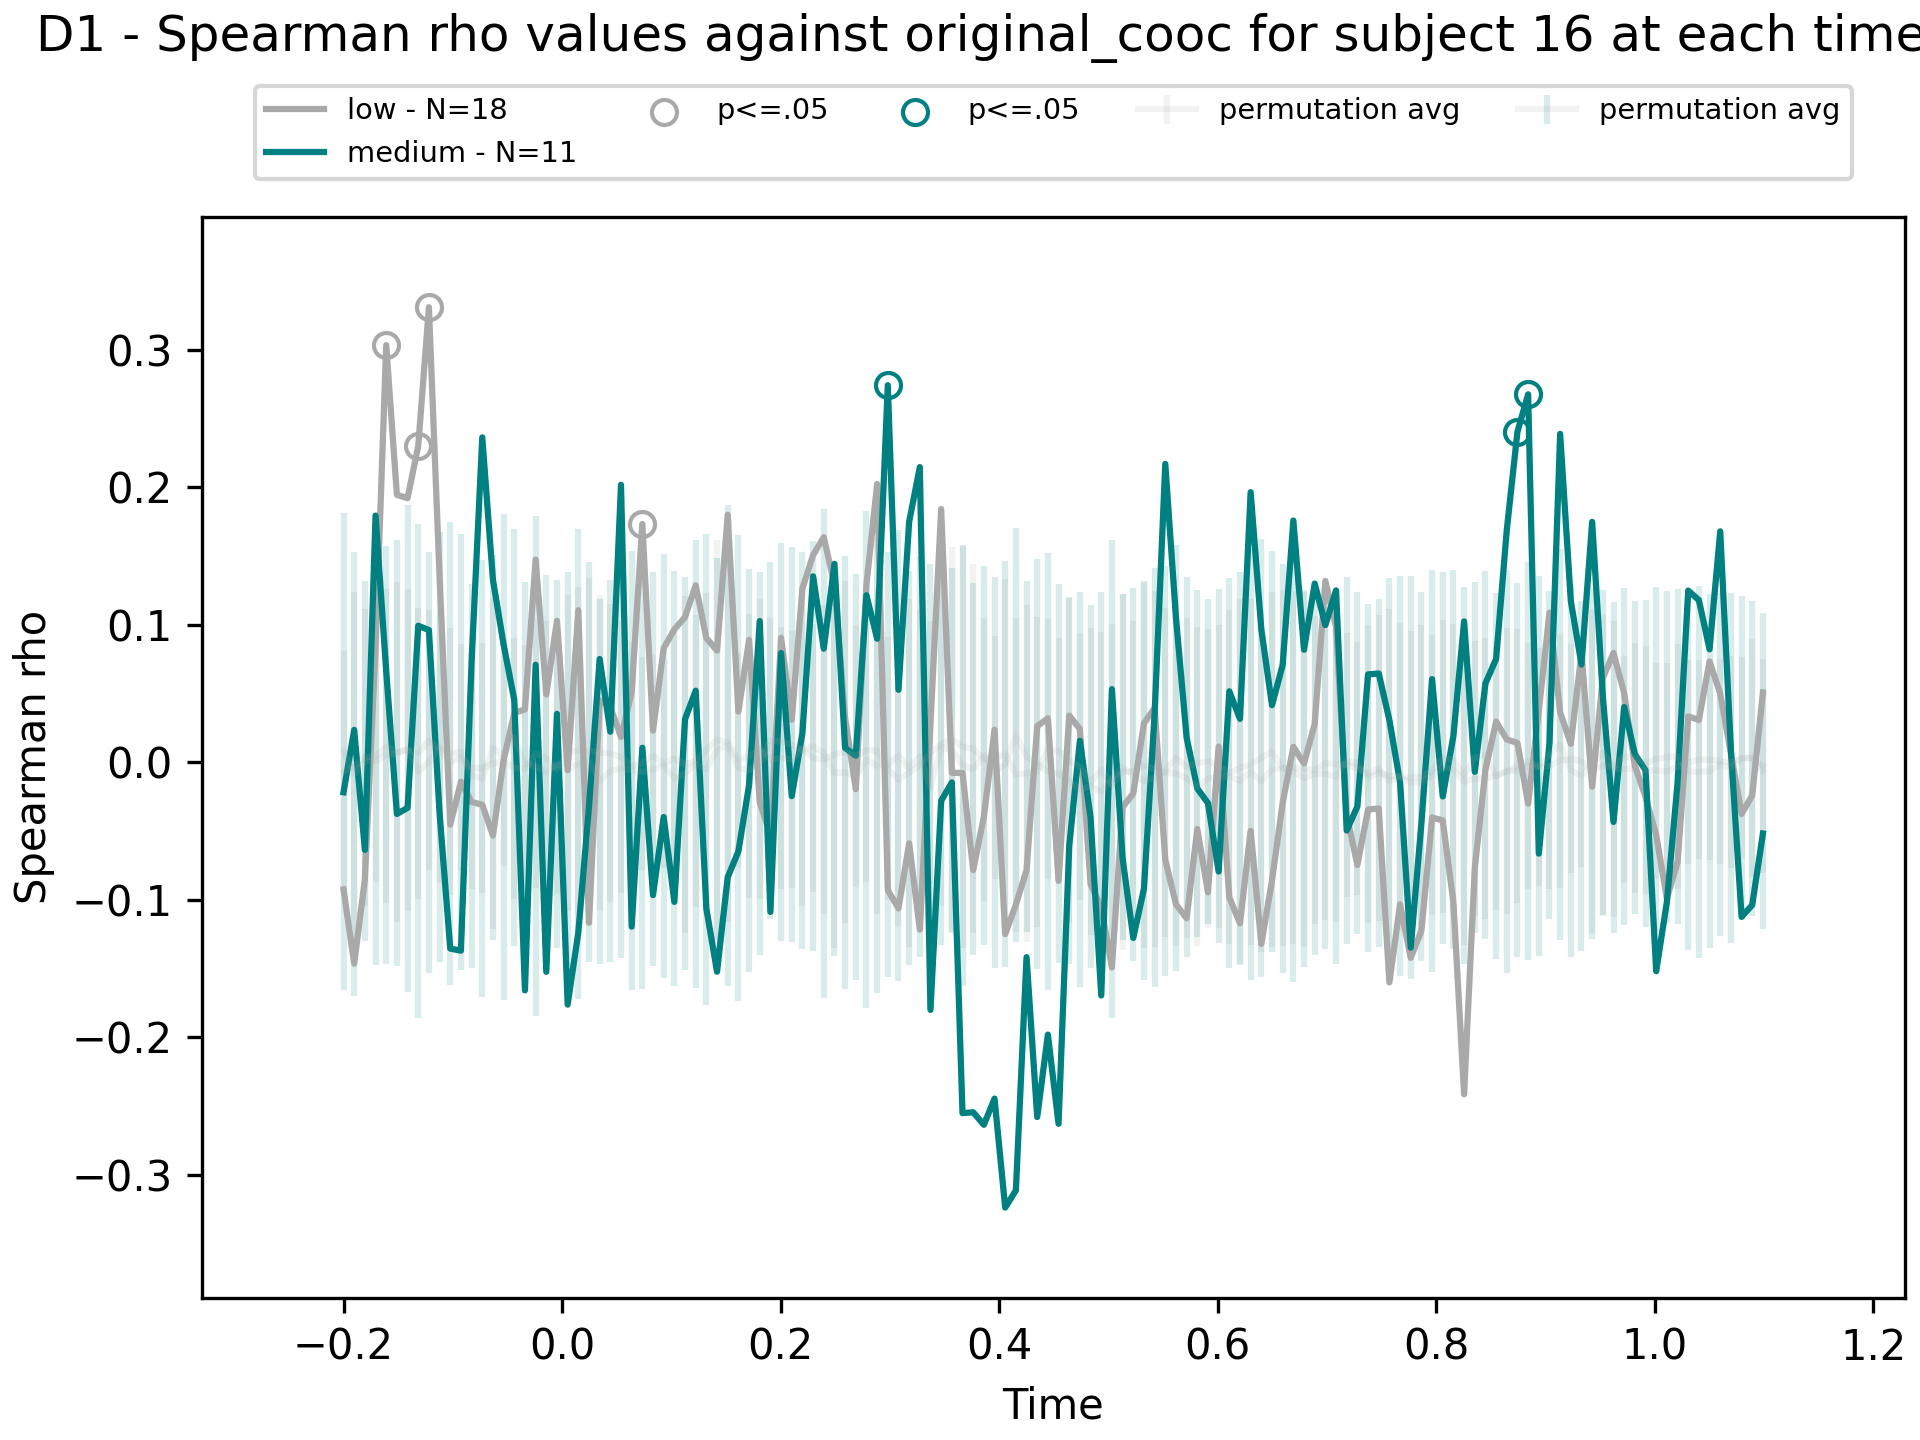 D1 - Spearman rho values against original_cooc for subject 16 at each time
low - N=18
medium - N=11
p<=.05
p<=.05
permutation avg
permutation avg
Spearman rho
0.3
0.2
0.1
0.0
−0.1
−0.2
−0.3
−0.2
0.0
0.2
0.4
0.6
0.8
1.0
1.2
Time